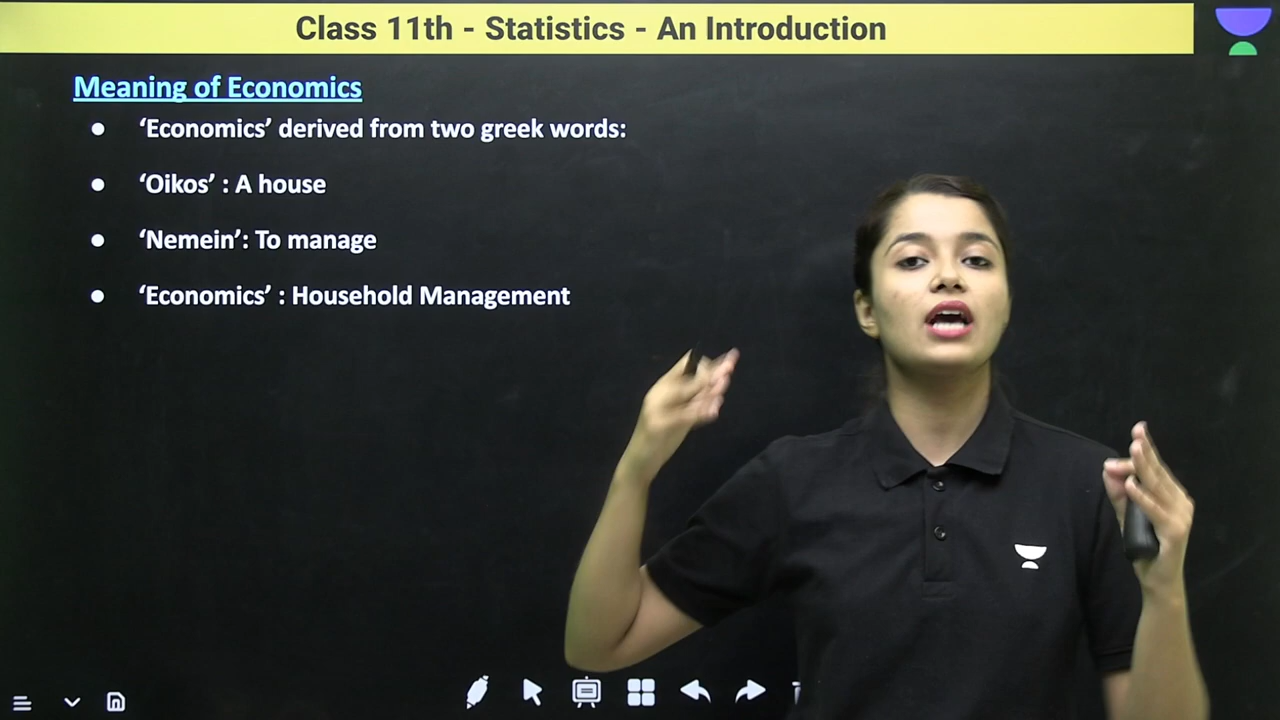 Class 11th - Statistics - An Introduction
Meaning of Economics
● ‘Economics’ derived from two greek words:
● ‘Oikos’ : A house
● ‘Nemein’: To manage
● ‘Economics’ : Household Management